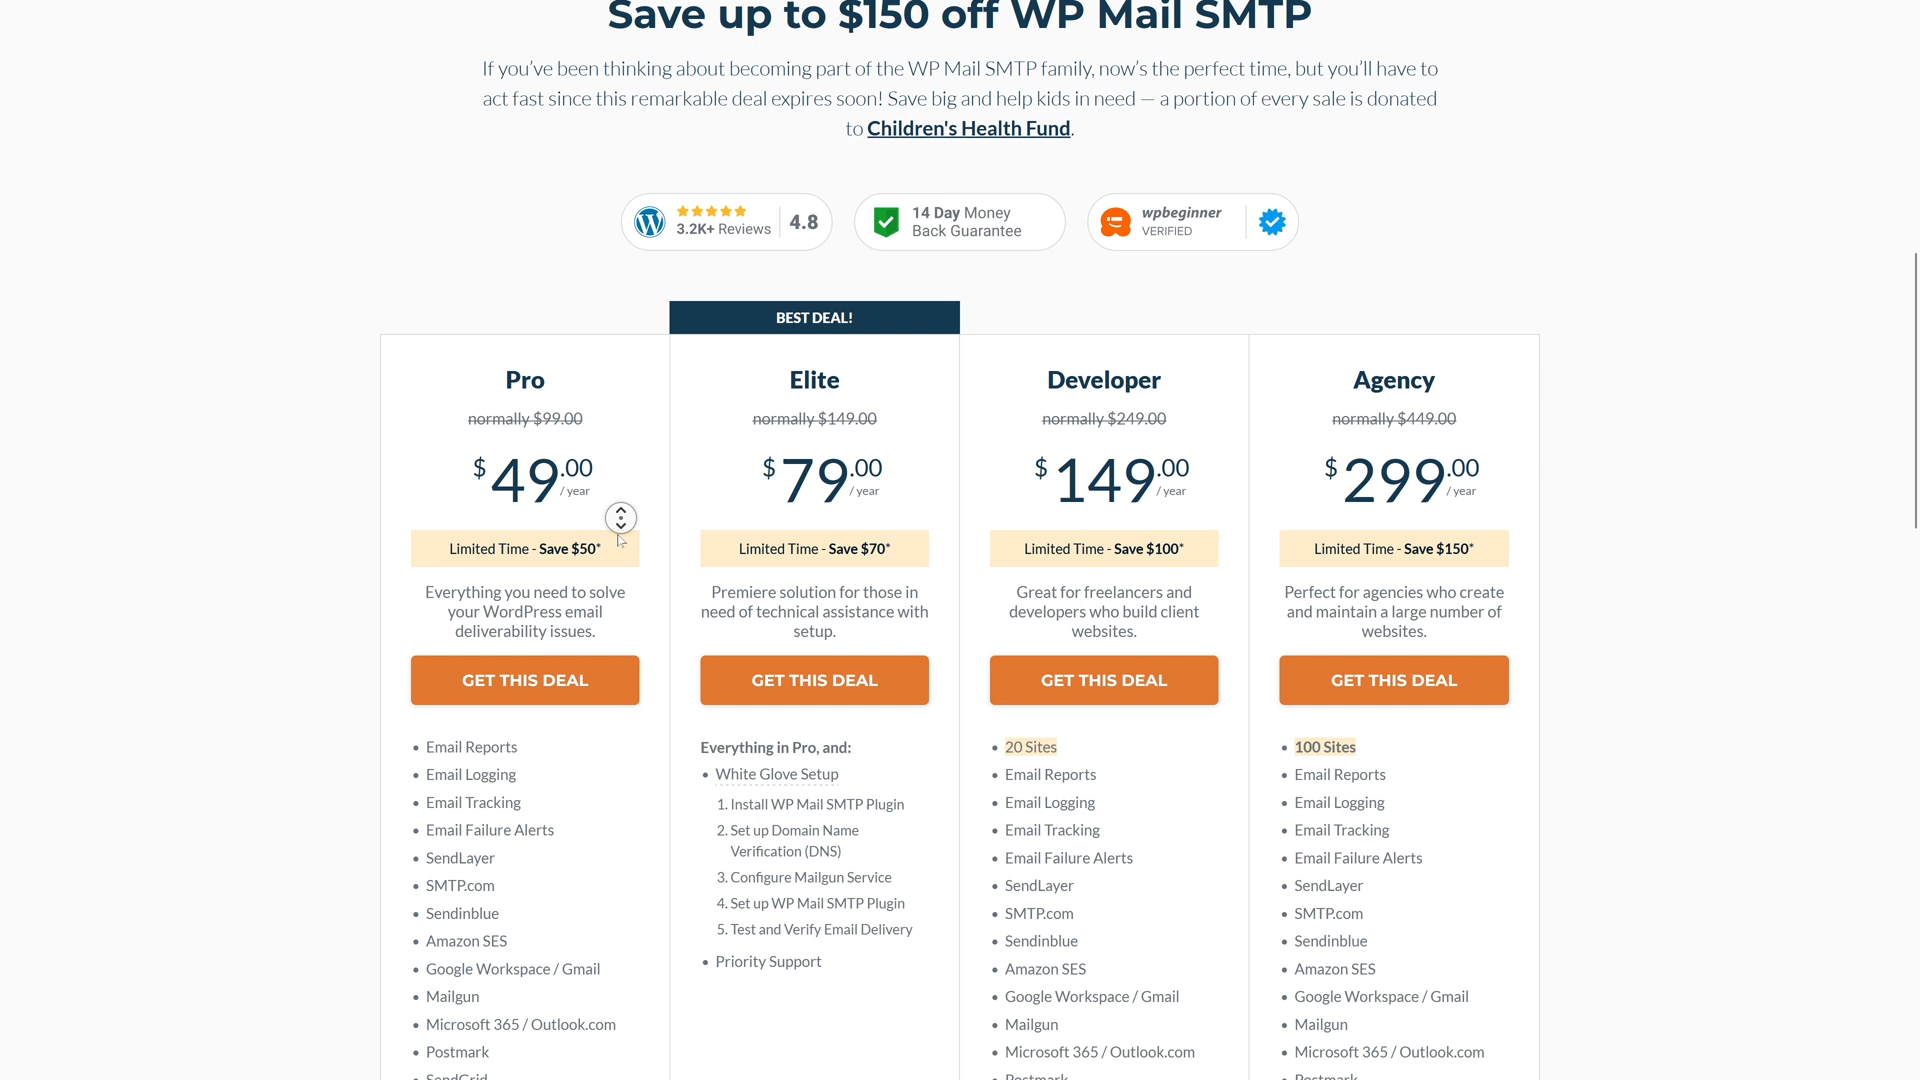 Save up to $150 off WP Mail SMTP
If you’ve been thinking about becoming part of the WP Mail SMTP family, now’s the perfect time, but you’ll have to
act fast since this remarkable deal expires soon! Save big and help kids in need — a portion of every sale is donated
to Children's Health Fund.
3.2K+ Reviews
4.8
14 Day Money
Back Guarantee
wpbeginner
VERIFIED
BEST DEAL!
Pro
normally $99.00
$49.00
/ year
Limited Time - Save $50*
Everything you need to solve
your WordPress email
deliverability issues.
GET THIS DEAL
• Email Reports
• Email Logging
• Email Tracking
• Email Failure Alerts
• SendLayer
• SMTP.com
• Sendinblue
• Amazon SES
• Google Workspace / Gmail
• Mailgun
• Microsoft 365 / Outlook.com
• Postmark
• SendGrid
Elite
normally $149.00
$79.00
/ year
Limited Time - Save $70*
Premiere solution for those in
need of technical assistance with
setup.
GET THIS DEAL
Everything in Pro, and:
• White Glove Setup
1. Install WP Mail SMTP Plugin
2. Set up Domain Name
Verification (DNS)
3. Configure Mailgun Service
4. Set up WP Mail SMTP Plugin
5. Test and Verify Email Delivery
• Priority Support
Developer
normally $249.00
$149.00
/ year
Limited Time - Save $100*
Great for freelancers and
developers who build client
websites.
GET THIS DEAL
• 20 Sites
• Email Reports
• Email Logging
• Email Tracking
• Email Failure Alerts
• SendLayer
• SMTP.com
• Sendinblue
• Amazon SES
• Google Workspace / Gmail
• Mailgun
• Microsoft 365 / Outlook.com
• Postmark
Agency
normally $449.00
$299.00
/ year
Limited Time - Save $150*
Perfect for agencies who create
and maintain a large number of
websites.
GET THIS DEAL
• 100 Sites
• Email Reports
• Email Logging
• Email Tracking
• Email Failure Alerts
• SendLayer
• SMTP.com
• Sendinblue
• Amazon SES
• Google Workspace / Gmail
• Mailgun
• Microsoft 365 / Outlook.com
• Postmark